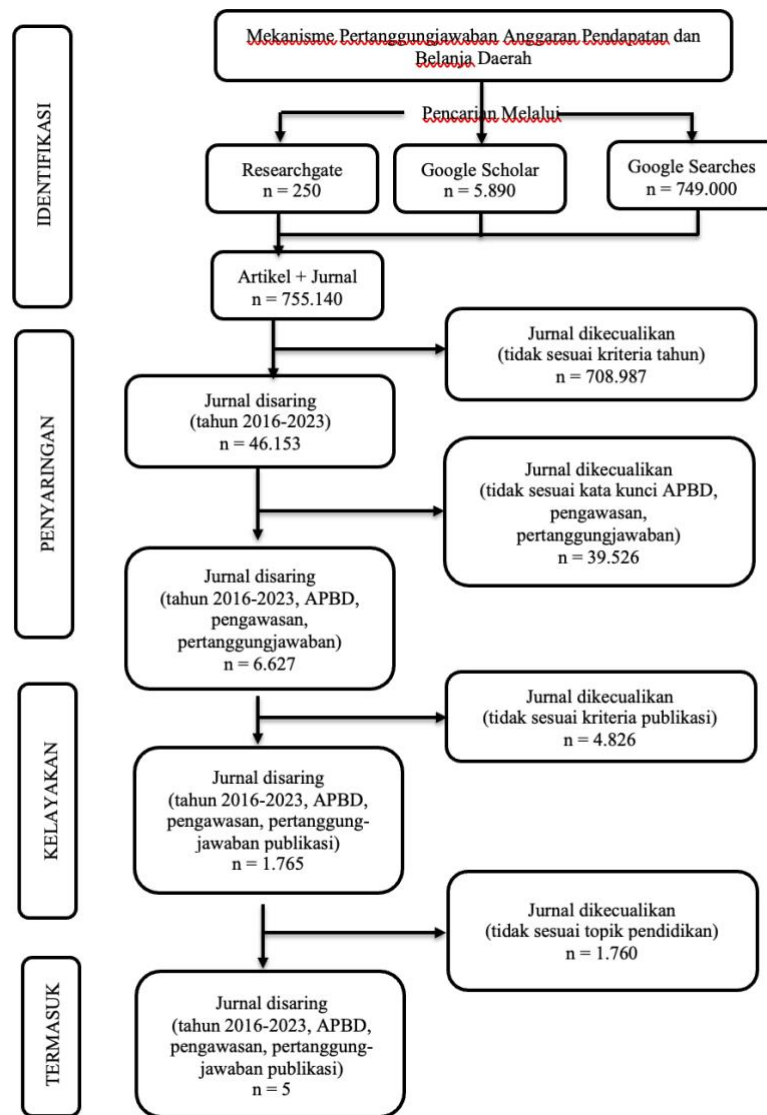 Mekanisme Pertanggungjawaban Anggaran Pendapatan dan
Belanja Daerah
IDENTIFIKASI
Pencarian Melalui
Researchgate
n = 250
Google Scholar
n = 5.890
Google Searches
n = 749.000
Artikel + Jurnal
n = 755.140
PENYARINGAN
Jurnal dikecualikan
(tidak sesuai kriteria tahun)
n = 708.987
Jurnal disaring
(tahun 2016-2023)
n = 46.153
Jurnal dikecualikan
(tidak sesuai kata kunci APBD,
pengawasan,
pertanggungjawaban)
n = 39.526
Jurnal disaring
(tahun 2016-2023, APBD,
pengawasan,
pertanggungjawaban)
n = 6.627
KELAYAKAN
Jurnal dikecualikan
(tidak sesuai kriteria publikasi)
n = 4.826
Jurnal disaring
(tahun 2016-2023, APBD,
pengawasan, pertanggung-
jawaban publikasi)
n = 1.765
Jurnal dikecualikan
(tidak sesuai topik pendidikan)
n = 1.760
TERMASUK
Jurnal disaring
(tahun 2016-2023, APBD,
pengawasan, pertanggung-
jawaban publikasi)
n = 5